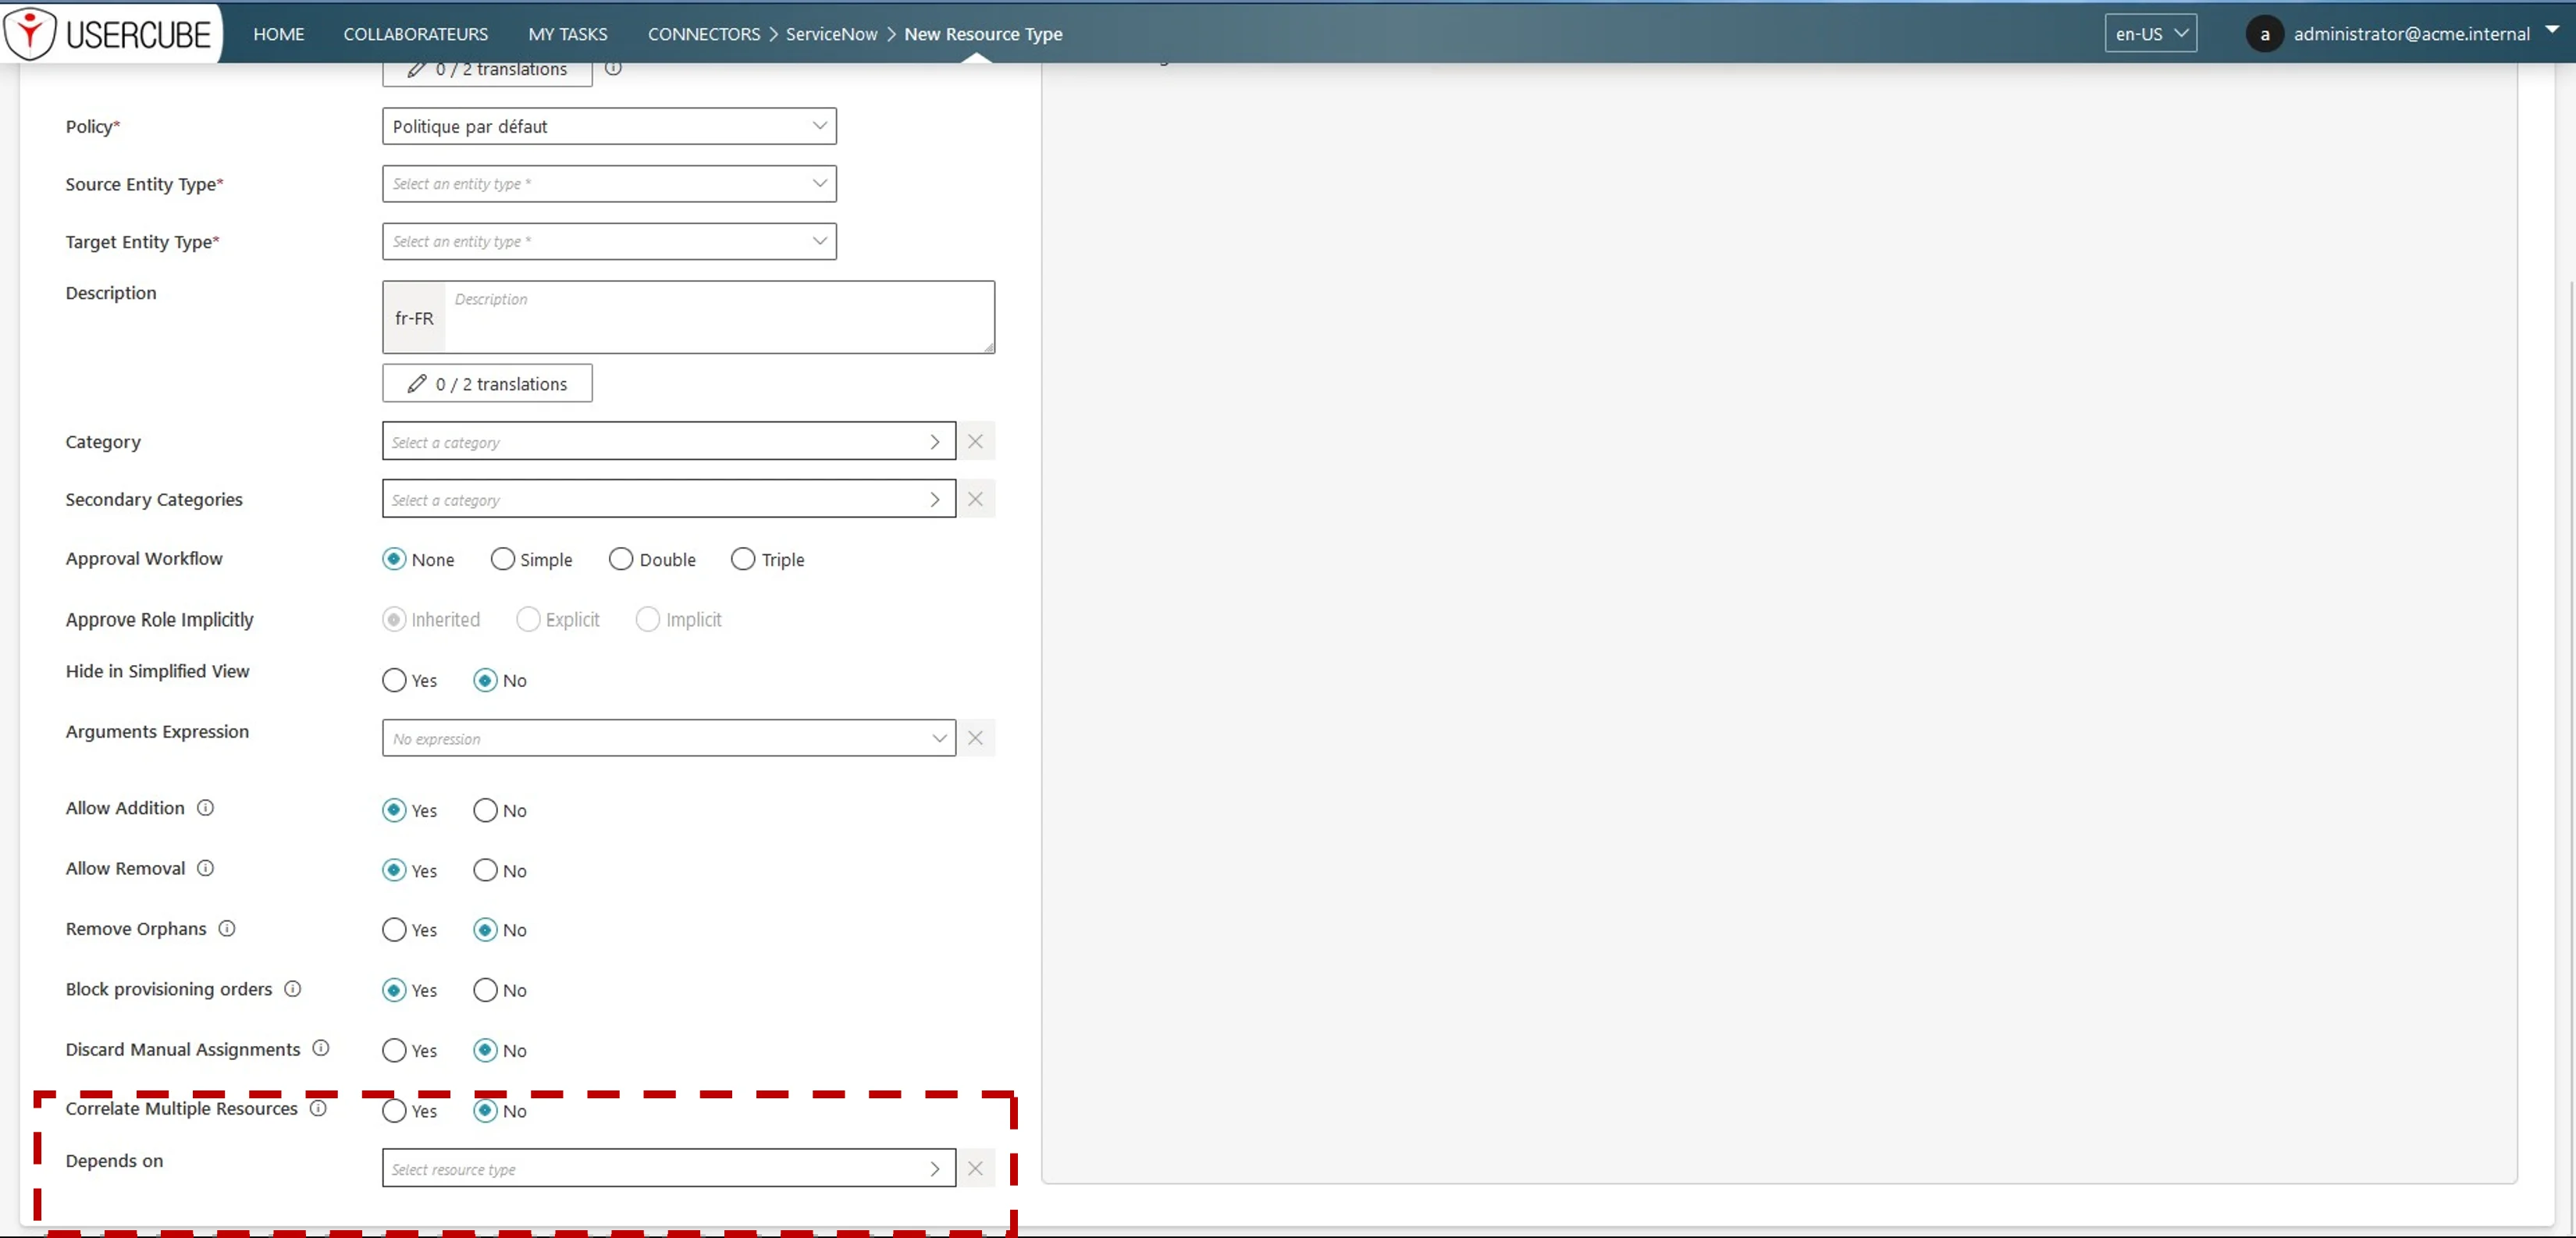 USERCUBE HOME COLLABORATEURS MY TASKS CONNECTORS > ServiceNow > New Resource Type en-US a administrator@acme.internal
0 / 2 translations
Policy* Politique par défaut
Source Entity Type* Select an entity type *
Target Entity Type* Select an entity type *
Description fr-FR Description
0 / 2 translations
Category Select a category
Secondary Categories Select a category
Approval Workflow None Simple Double Triple
Approve Role Implicitly Inherited Explicit Implicit
Hide in Simplified View Yes No
Arguments Expression No expression
Allow Addition Yes No
Allow Removal Yes No
Remove Orphans Yes No
Block provisioning orders Yes No
Discard Manual Assignments Yes No
Correlate Multiple Resources Yes No
Depends on Select resource type